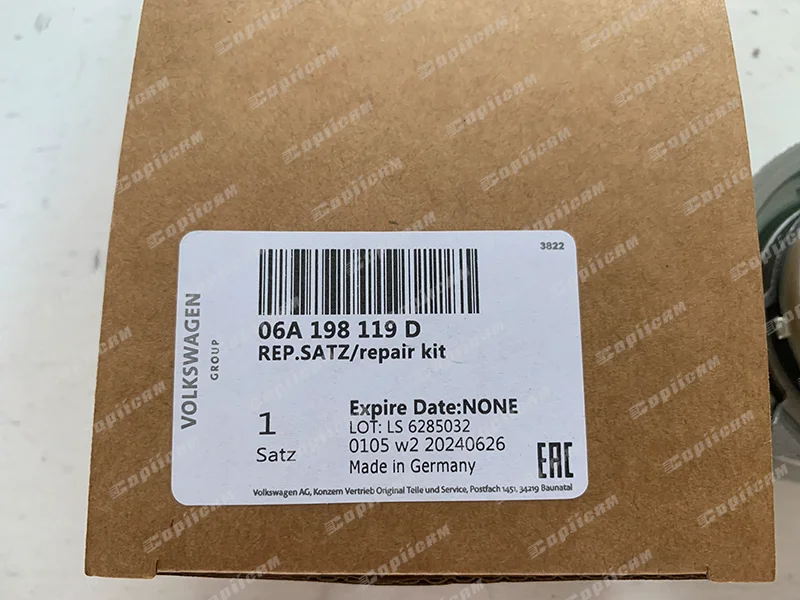 3822
VOLKSWAGEN
GROUP
06A 198 119 D
REP.SATZ/repair kit
1
Satz
Expire Date:NONE
LOT: LS 6285032
0105 w2 20240626
Made in Germany
EAC
Volkswagen AG, Konzern Vertrieb Original Teile und Service, Postfach 1451, 34219 Baunatal
Copiicam